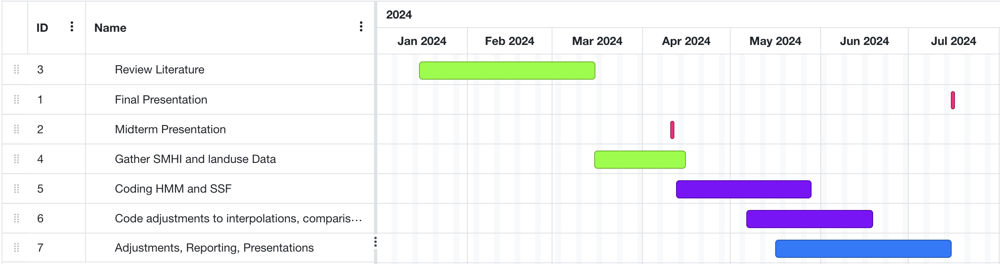 ID
Name
2024
Jan 2024 Feb 2024 Mar 2024 Apr 2024 May 2024 Jun 2024 Jul 2024
3 Review Literature
1 Final Presentation
2 Midterm Presentation
4 Gather SMHI and landuse Data
5 Coding HMM and SSF
6 Code adjustments to interpolations, comparis...
7 Adjustments, Reporting, Presentations